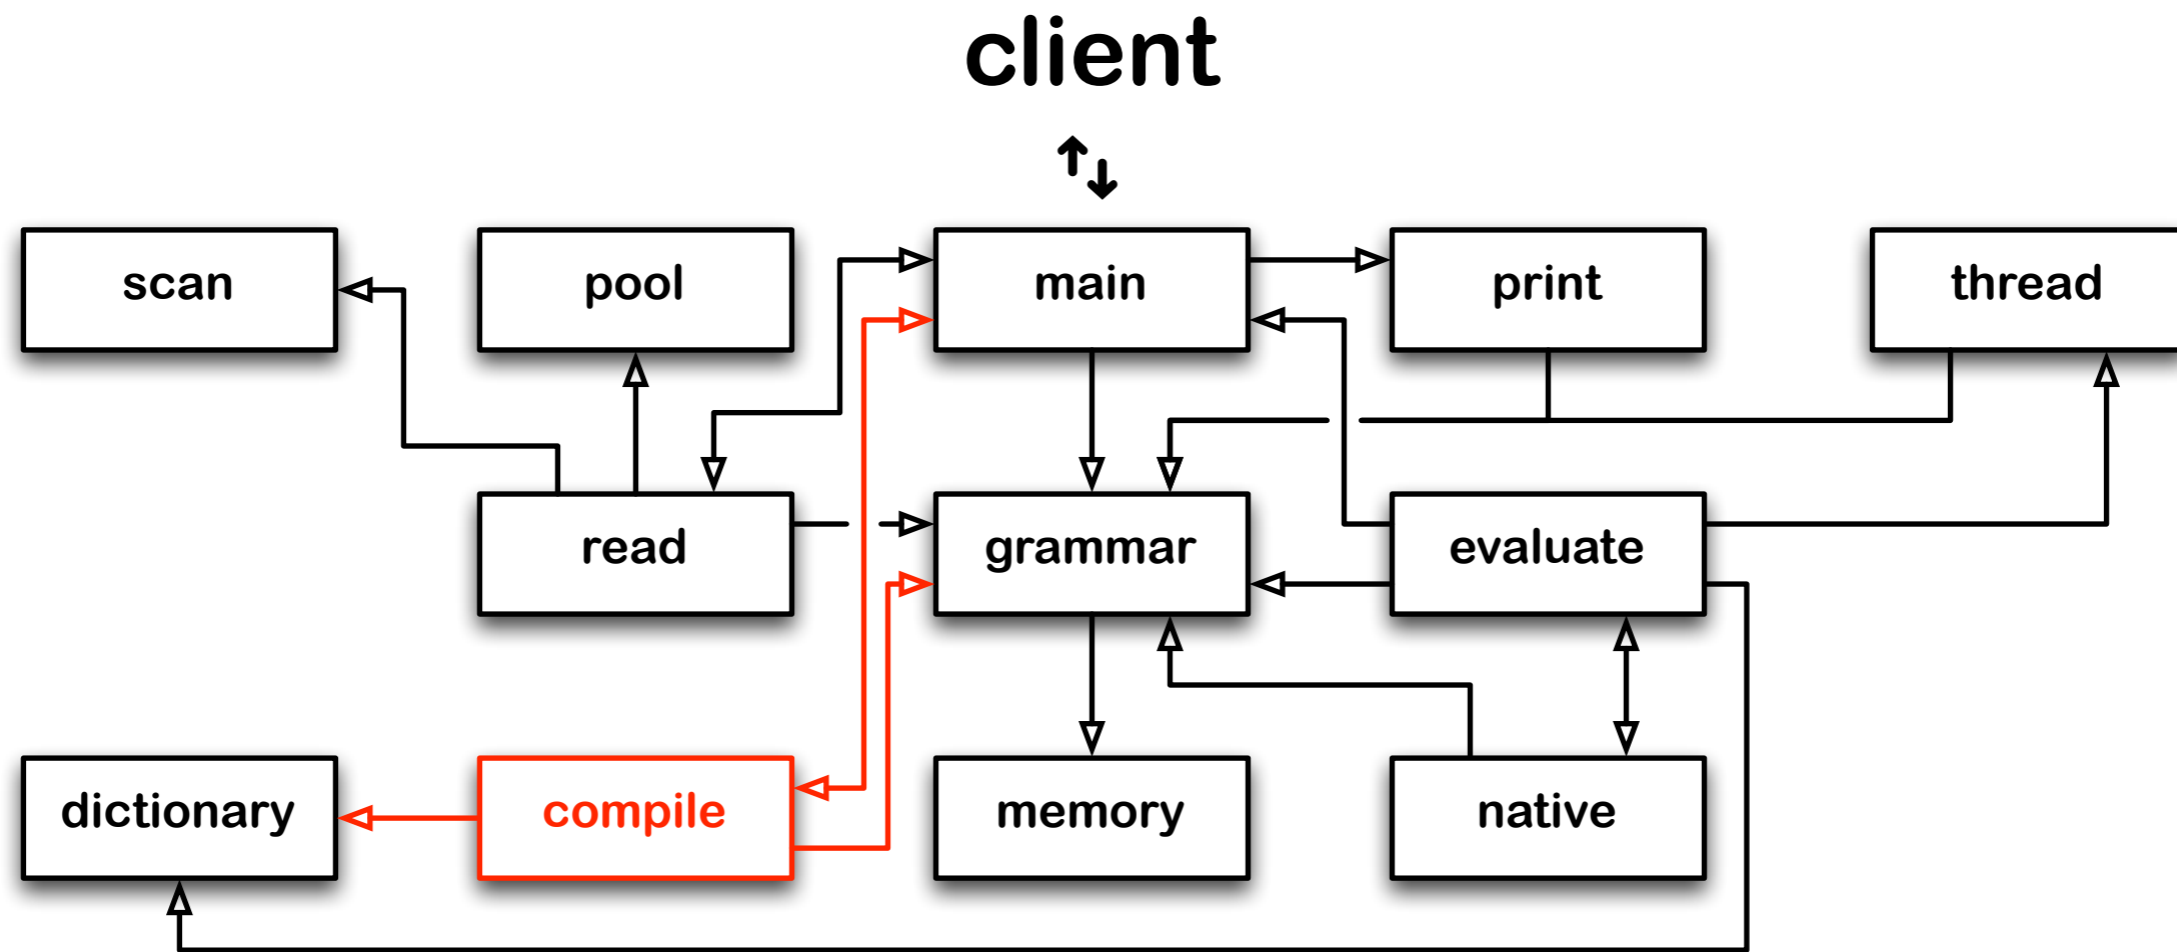 client
scan
pool
main
print
thread
read
grammar
evaluate
dictionary
compile
memory
native